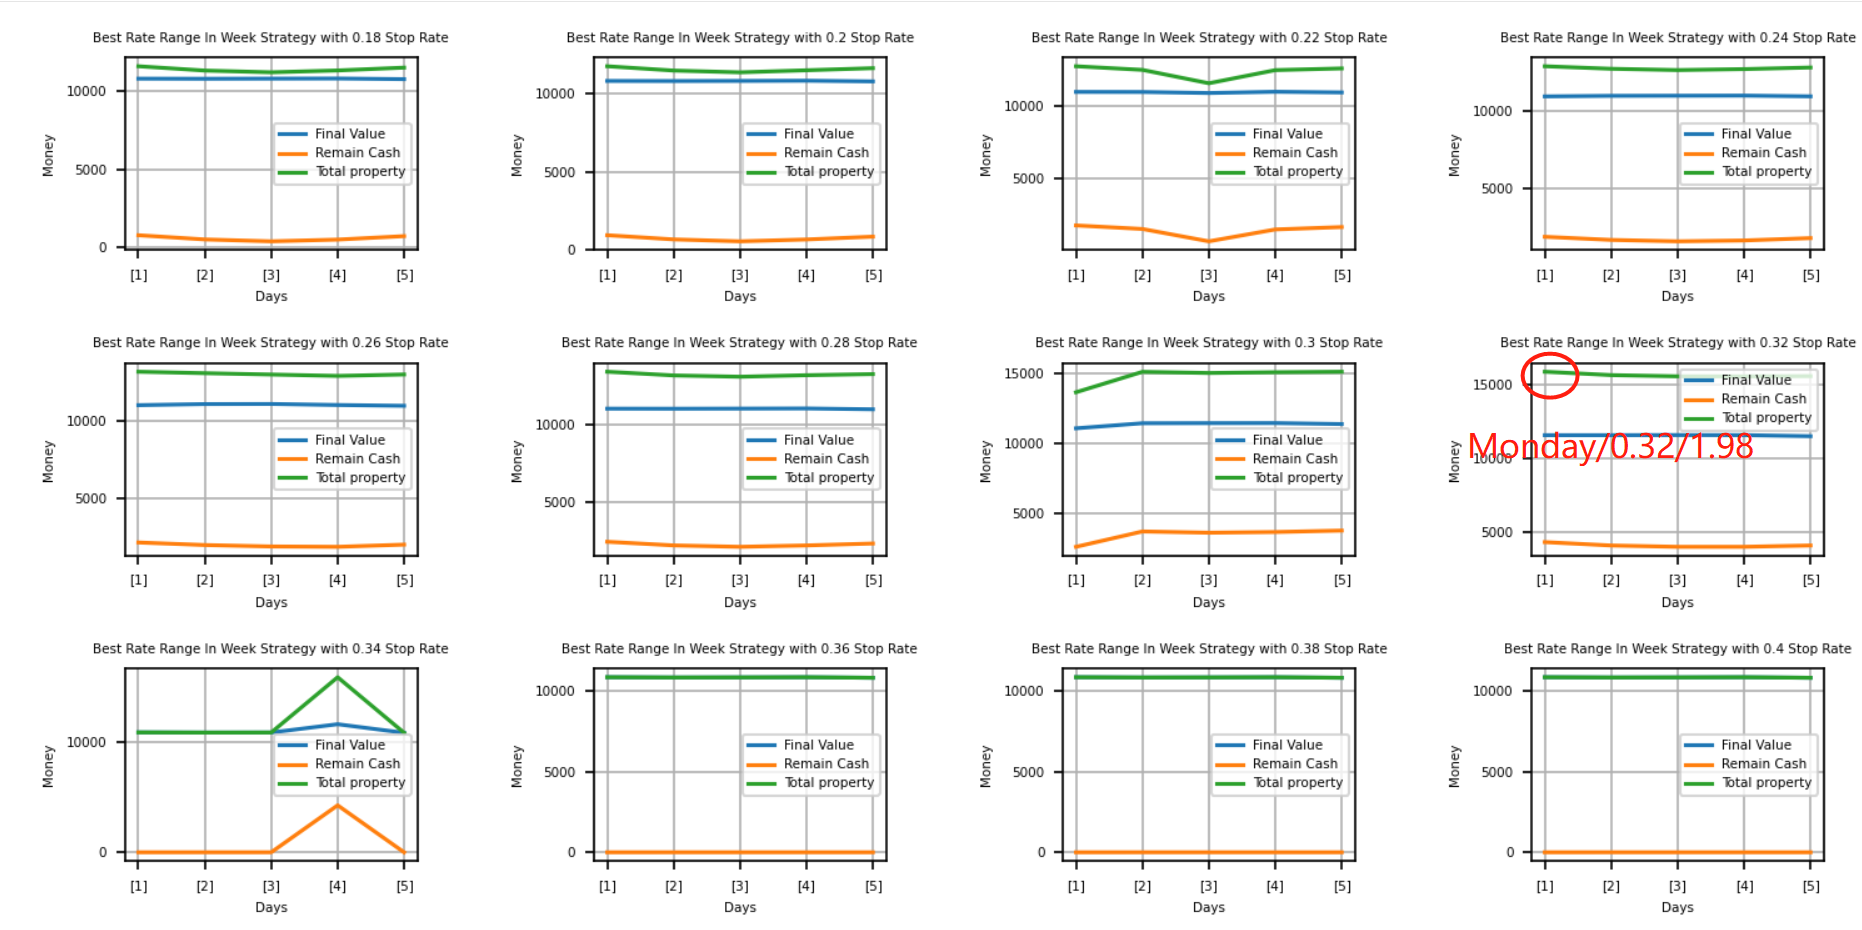 Best Rate Range In Week Strategy with 0.18 Stop Rate
Money
10000
5000
0
Final Value
Remain Cash
Total property
[1] [2] [3] [4] [5]
Days
Best Rate Range In Week Strategy with 0.2 Stop Rate
Money
10000
5000
0
Final Value
Remain Cash
Total property
[1] [2] [3] [4] [5]
Days
Best Rate Range In Week Strategy with 0.22 Stop Rate
Money
10000
5000
Final Value
Remain Cash
Total property
[1] [2] [3] [4] [5]
Days
Best Rate Range In Week Strategy with 0.24 Stop Rate
Money
10000
5000
Final Value
Remain Cash
Total property
[1] [2] [3] [4] [5]
Days
Best Rate Range In Week Strategy with 0.26 Stop Rate
Money
10000
5000
Final Value
Remain Cash
Total property
[1] [2] [3] [4] [5]
Days
Best Rate Range In Week Strategy with 0.28 Stop Rate
Money
10000
5000
Final Value
Remain Cash
Total property
[1] [2] [3] [4] [5]
Days
Best Rate Range In Week Strategy with 0.3 Stop Rate
Money
15000
10000
5000
Final Value
Remain Cash
Total property
[1] [2] [3] [4] [5]
Days
Best Rate Range In Week Strategy with 0.32 Stop Rate
Money
15000
10000
5000
Final Value
Remain Cash
Total property
Monday/0.32/1.98
[1] [2] [3] [4] [5]
Days
Best Rate Range In Week Strategy with 0.34 Stop Rate
Money
10000
0
Final Value
Remain Cash
Total property
[1] [2] [3] [4] [5]
Days
Best Rate Range In Week Strategy with 0.36 Stop Rate
Money
10000
5000
0
Final Value
Remain Cash
Total property
[1] [2] [3] [4] [5]
Days
Best Rate Range In Week Strategy with 0.38 Stop Rate
Money
10000
5000
0
Final Value
Remain Cash
Total property
[1] [2] [3] [4] [5]
Days
Best Rate Range In Week Strategy with 0.4 Stop Rate
Money
10000
5000
0
Final Value
Remain Cash
Total property
[1] [2] [3] [4] [5]
Days